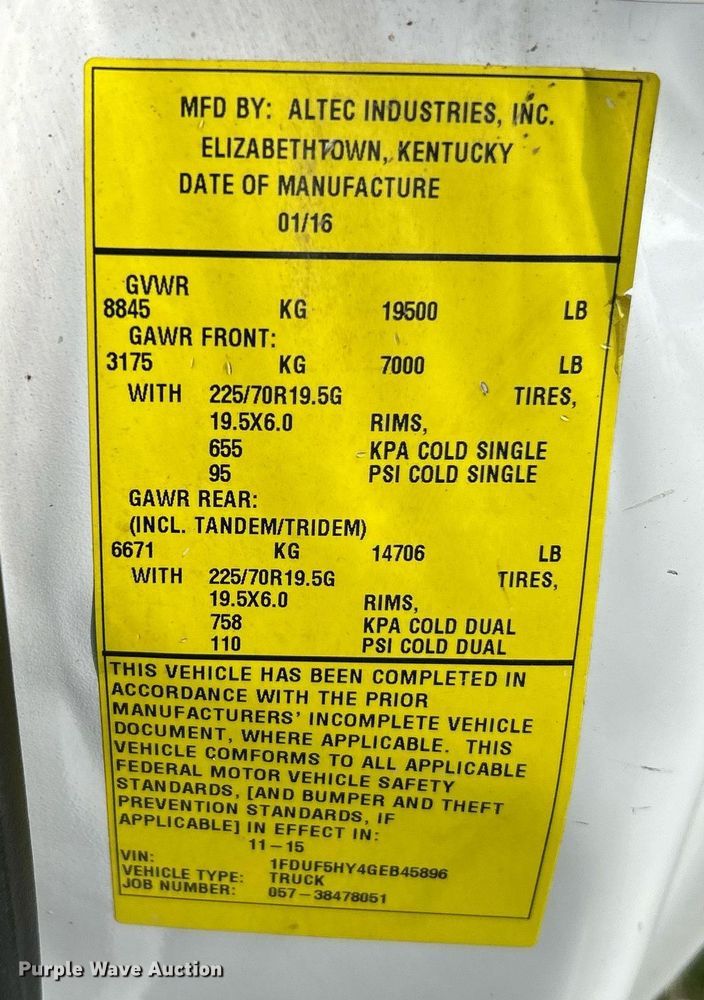 MFD BY: ALTEC INDUSTRIES, INC.
ELIZABETHTOWN, KENTUCKY
DATE OF MANUFACTURE
01/16
GVWR
8845 KG 19500 LB
GAWR FRONT:
3175 KG 7000 LB
WITH 225/70R19.5G TIRES,
19.5X6.0 RIMS,
655 KPA COLD SINGLE
95 PSI COLD SINGLE
GAWR REAR:
(INCL. TANDEM/TRIDEM)
6671 KG 14706 LB
WITH 225/70R19.5G TIRES,
19.5X6.0 RIMS,
758 KPA COLD DUAL
110 PSI COLD DUAL
THIS VEHICLE HAS BEEN COMPLETED IN
ACCORDANCE WITH THE PRIOR
MANUFACTURERS' INCOMPLETE VEHICLE
DOCUMENT, WHERE APPLICABLE. THIS
VEHICLE COMFORMS TO ALL APPLICABLE
FEDERAL MOTOR VEHICLE SAFETY
STANDARDS, [AND BUMPER AND THEFT
PREVENTION STANDARDS, IF
APPLICABLE] IN EFFECT IN:
11-15
VIN: 1FDUF5HY4GEB45896
VEHICLE TYPE: TRUCK
JOB NUMBER: 057-38478051
Purple Wave Auction